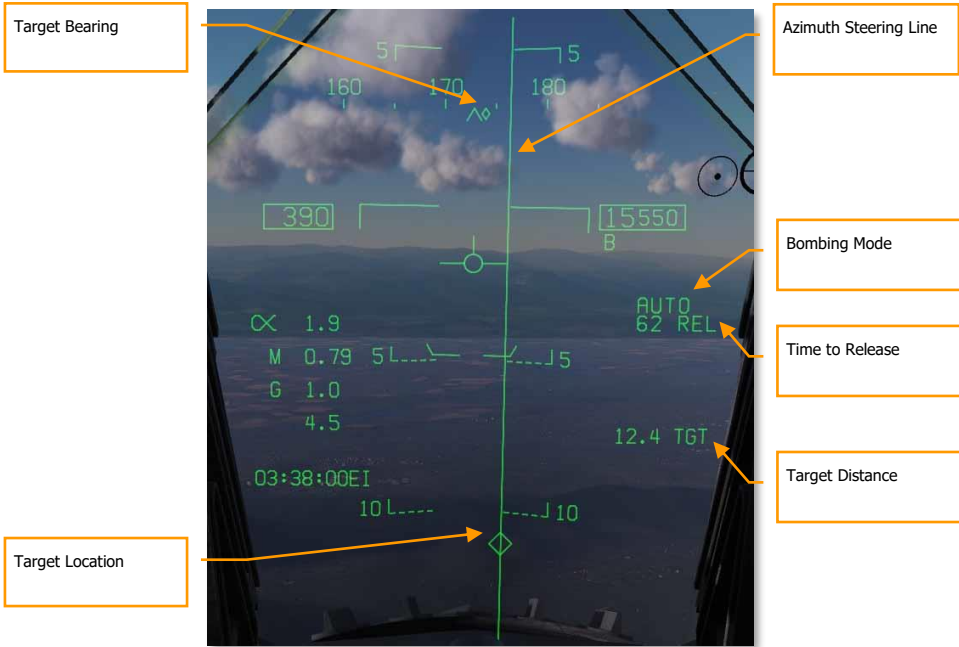 Target Bearing
Azimuth Steering Line
5 5
160 170 180
390 15550
B
Bombing Mode
AUTO
62 REL
α 1.9
Time to Release
M 0.79 5 5
G 1.0
4.5
12.4 TGT
Target Distance
03:38:00EI
10 10
Target Location